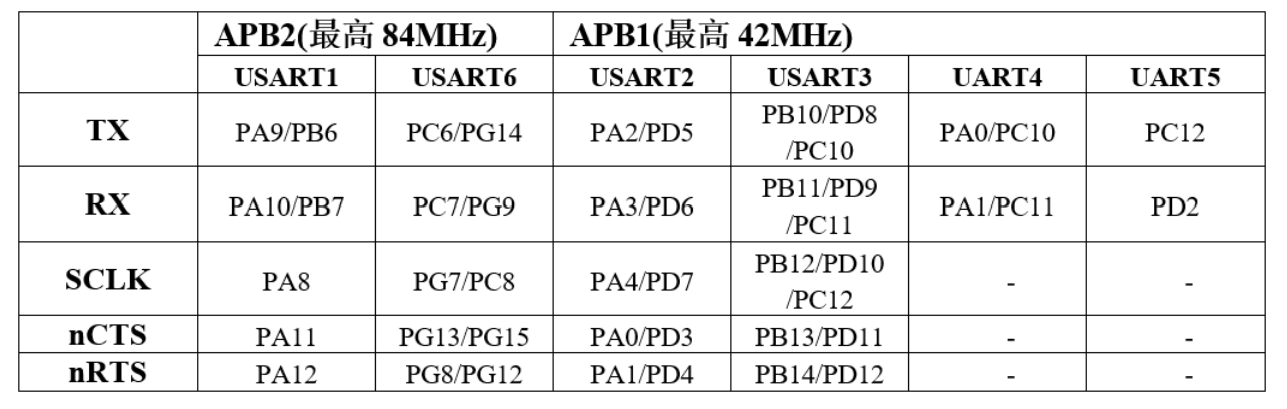 APB2(最高 84MHz) APB1(最高 42MHz)
USART1 USART6 USART2 USART3 UART4 UART5
TX PA9/PB6 PC6/PG14 PA2/PD5 PB10/PD8 /PC10 PA0/PC10 PC12
RX PA10/PB7 PC7/PG9 PA3/PD6 PB11/PD9 /PC11 PA1/PC11 PD2
SCLK PA8 PG7/PC8 PA4/PD7 PB12/PD10 /PC12 - -
nCTS PA11 PG13/PG15 PA0/PD3 PB13/PD11 - -
nRTS PA12 PG8/PG12 PA1/PD4 PB14/PD12 - -